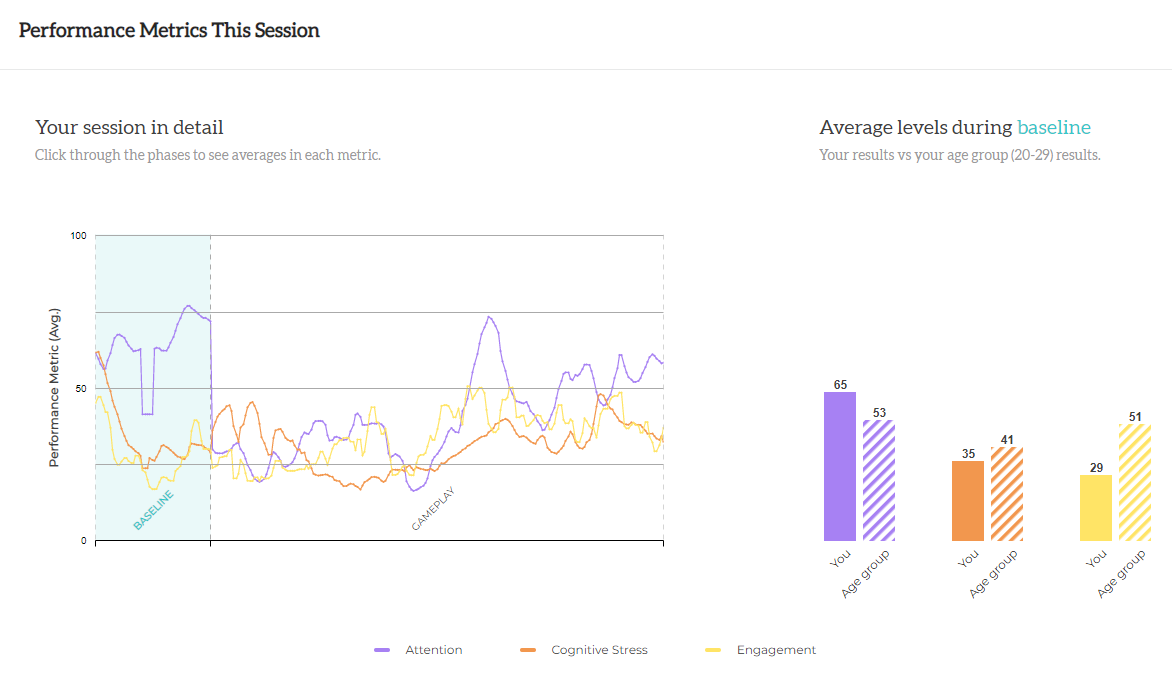 Performance Metrics This Session
Your session in detail
Click through the phases to see averages in each metric.
Average levels during baseline
Your results vs your age group (20-29) results.
Performance Metric (Avg.)
100
50
0
BASELINE
GAMEPLAY
65
53
35
41
29
51
You
Age group
You
Age group
You
Age group
Attention
Cognitive Stress
Engagement